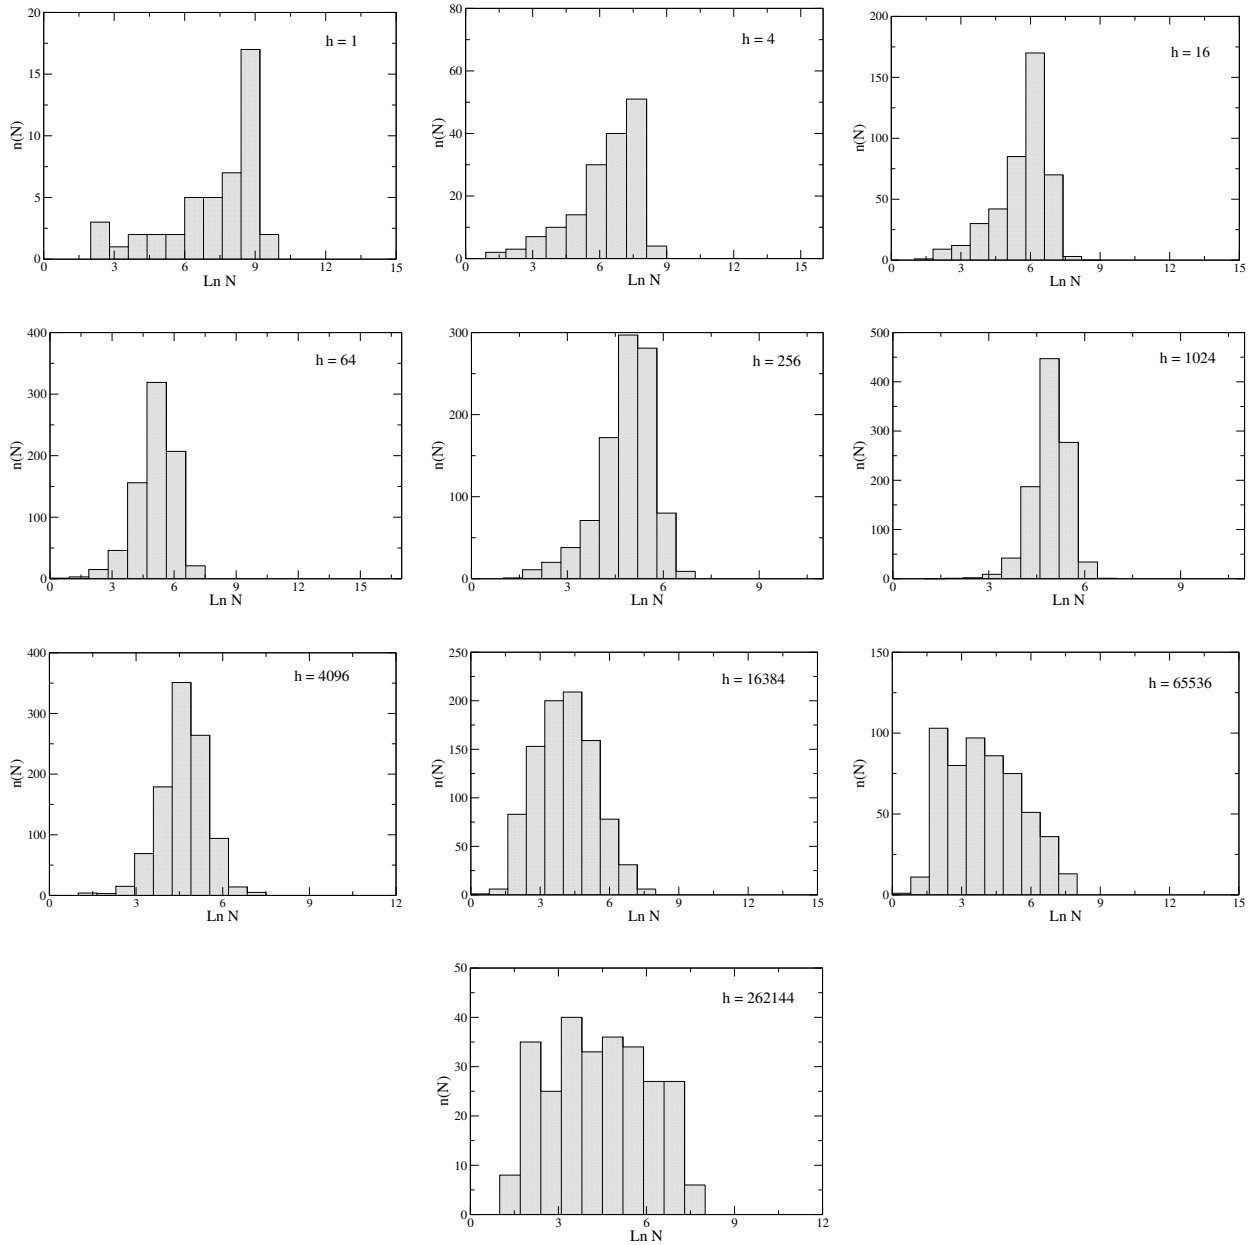 h = 1
n(N)
20
15
10
5
0
0 3 6 9 12 15
Ln N
h = 4
n(N)
80
60
40
20
0
0 3 6 9 12 15
Ln N
h = 16
n(N)
200
150
100
50
0
0 3 6 9 12 15
Ln N
h = 64
n(N)
400
300
200
100
0
0 3 6 9 12 15
Ln N
h = 256
n(N)
300
200
100
0
0 3 6 9
Ln N
h = 1024
n(N)
500
400
300
200
100
0
0 3 6 9
Ln N
h = 4096
n(N)
400
300
200
100
0
0 3 6 9 12
Ln N
h = 16384
n(N)
250
200
150
100
50
0
0 3 6 9 12 15
Ln N
h = 65536
n(N)
150
100
50
0
0 3 6 9 12 15
Ln N
h = 262144
n(N)
50
40
30
20
10
0
0 3 6 9 12
Ln N